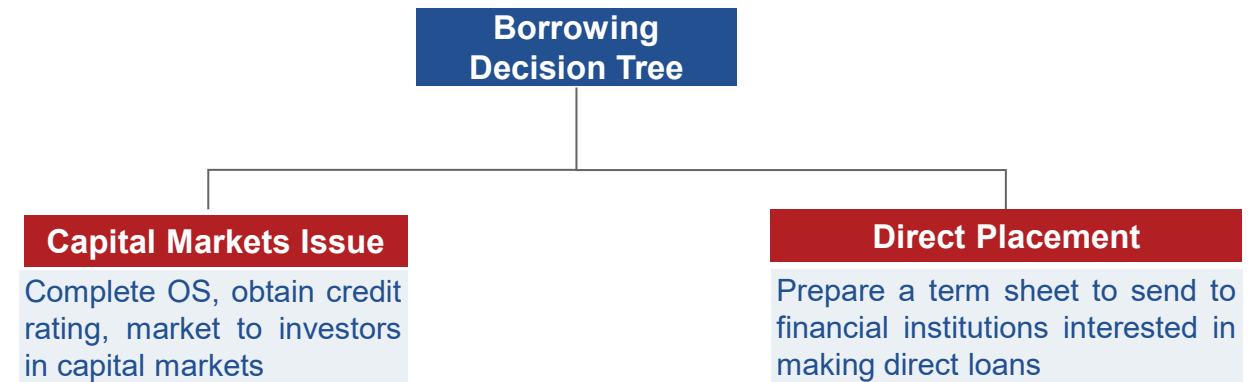 Borrowing
Decision Tree
Capital Markets Issue
Complete OS, obtain credit
rating, market to investors
in capital markets
Direct Placement
Prepare a term sheet to send to
financial institutions interested in
making direct loans